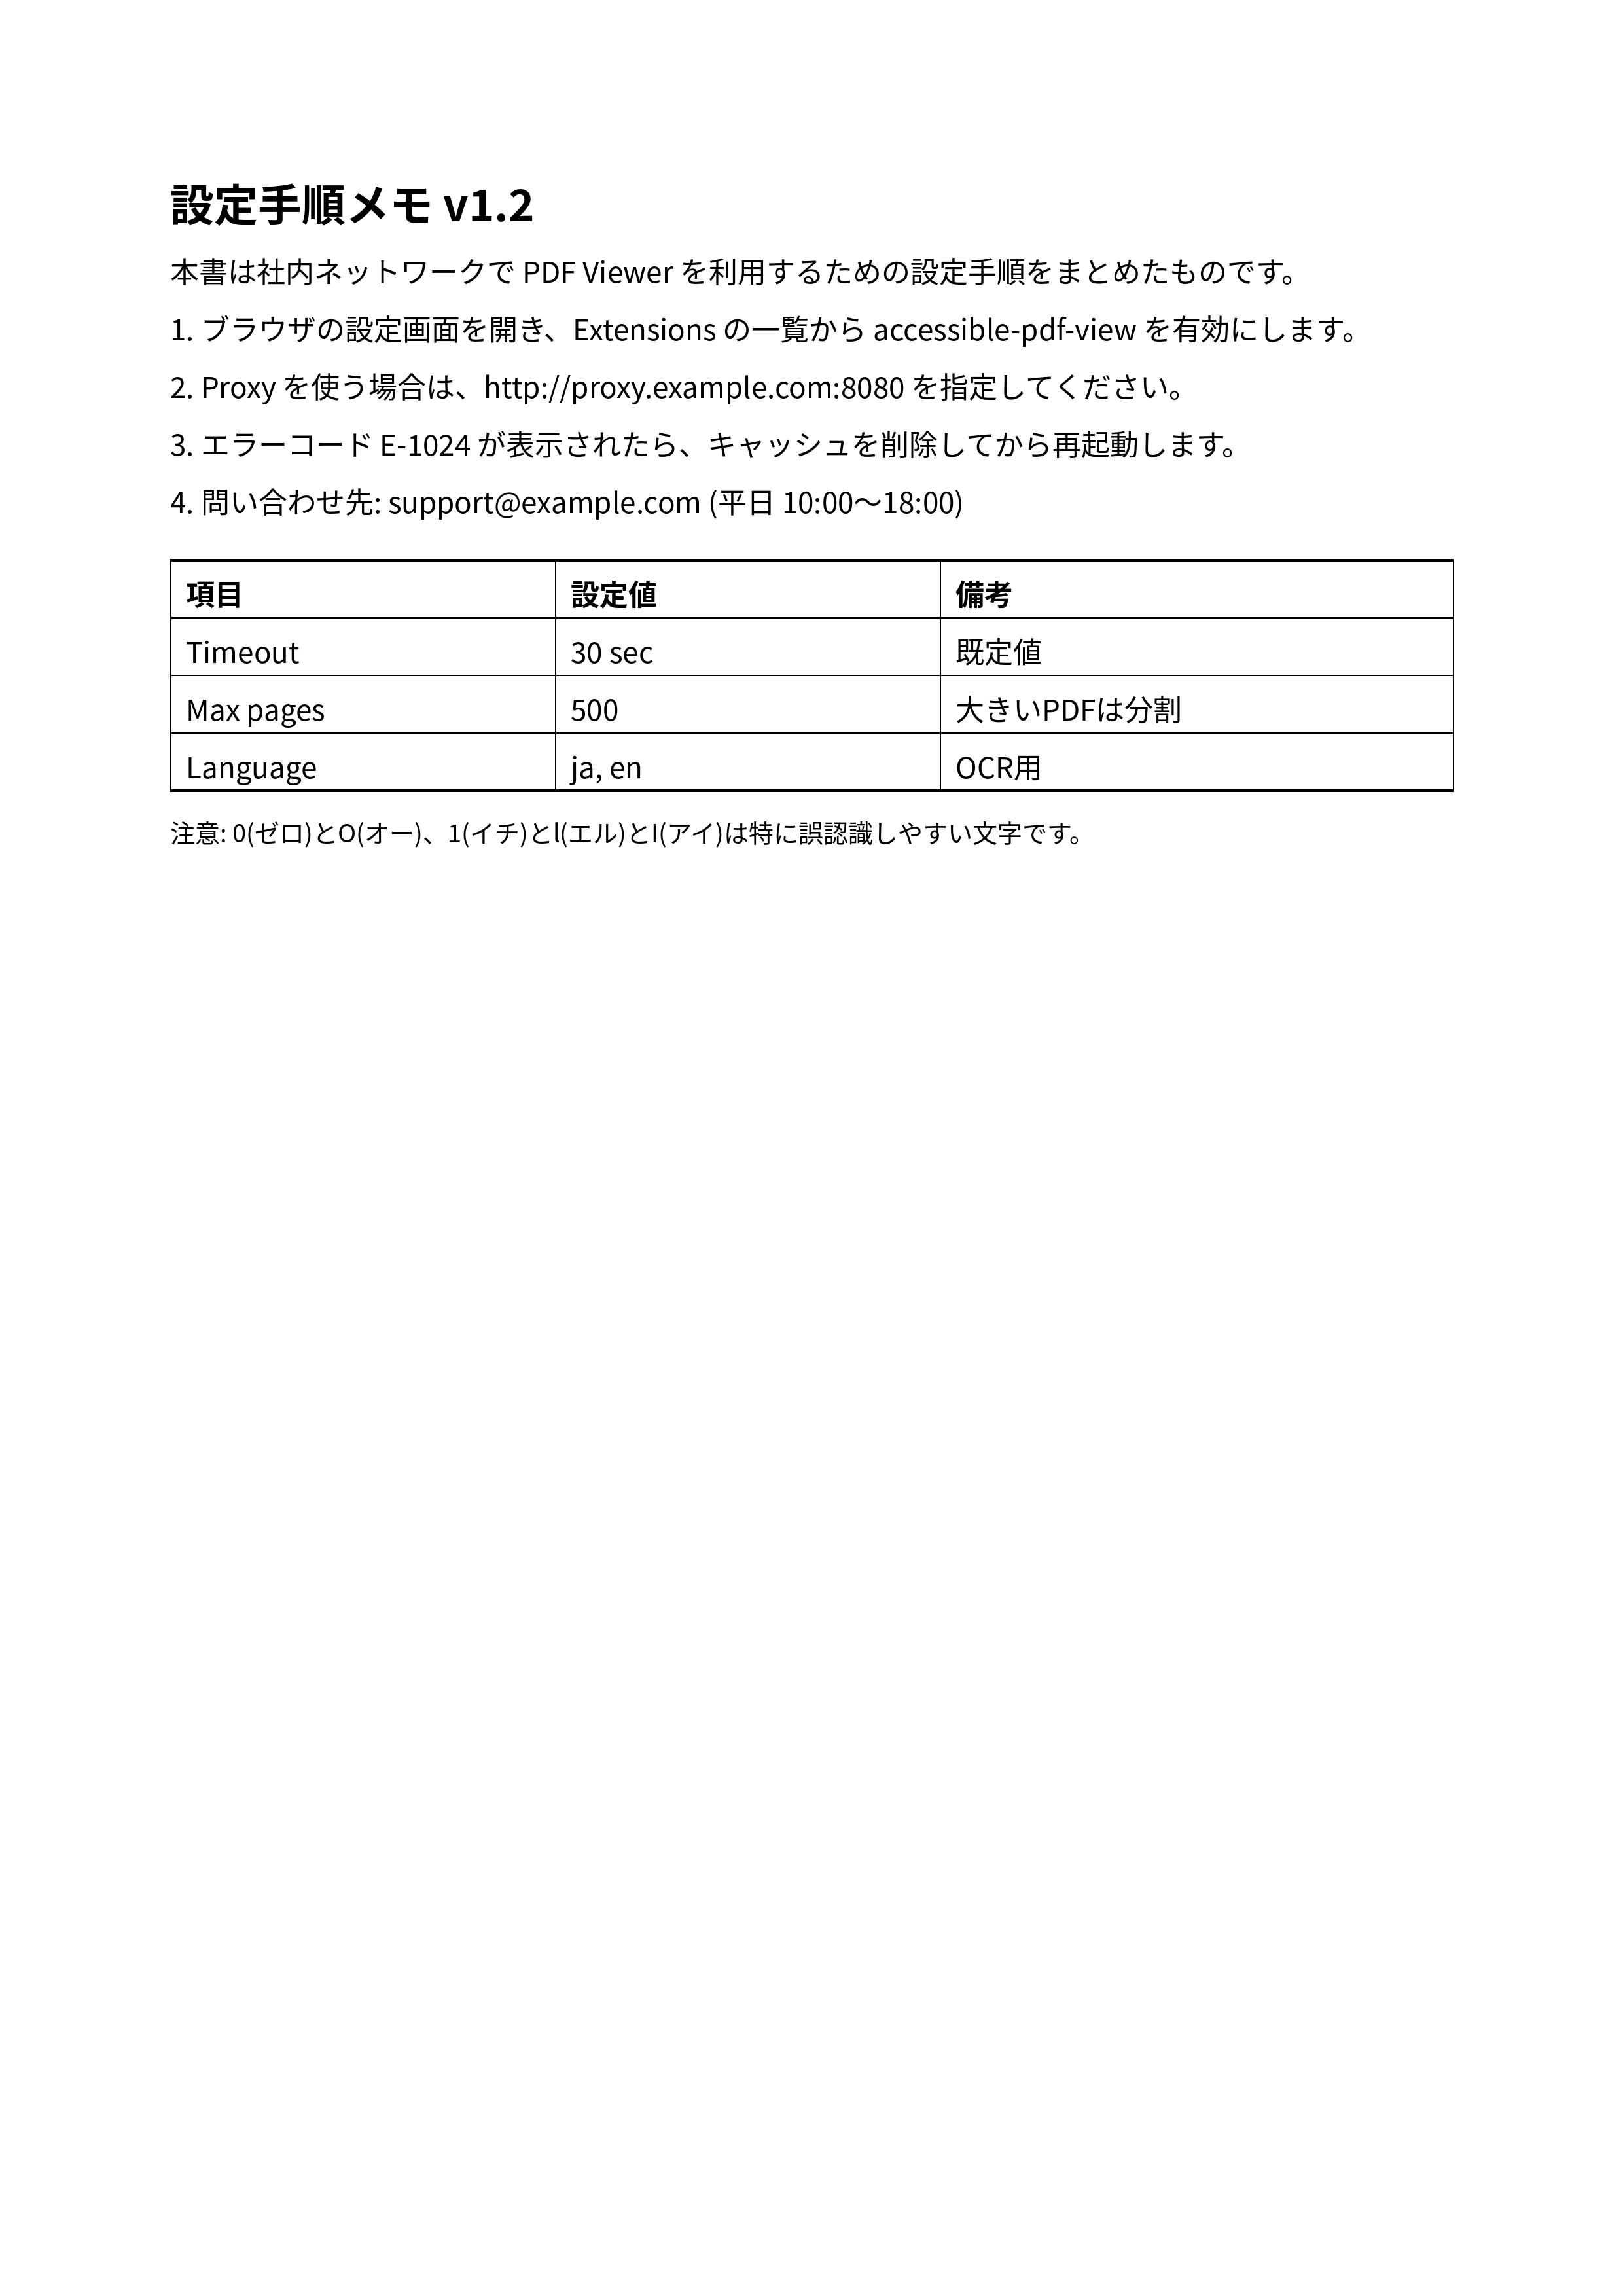 設定手順メモ v1.2
本書は社内ネットワークで PDF Viewer を利用するための設定手順をまとめたものです。
1. ブラウザの設定画面を開き、Extensions の一覧から accessible-pdf-view を有効にします。
2. Proxy を使う場合は、http://proxy.example.com:8080 を指定してください。
3. エラーコード E-1024 が表示されたら、キャッシュを削除してから再起動します。
4. 問い合わせ先: support@example.com (平日 10:00〜18:00)
項目 設定値 備考
Timeout 30 sec 既定値
Max pages 500 大きいPDFは分割
Language ja, en OCR用
注意: 0(ゼロ)とO(オー)、1(イチ)とl(エル)とI(アイ)は特に誤認識しやすい文字です。